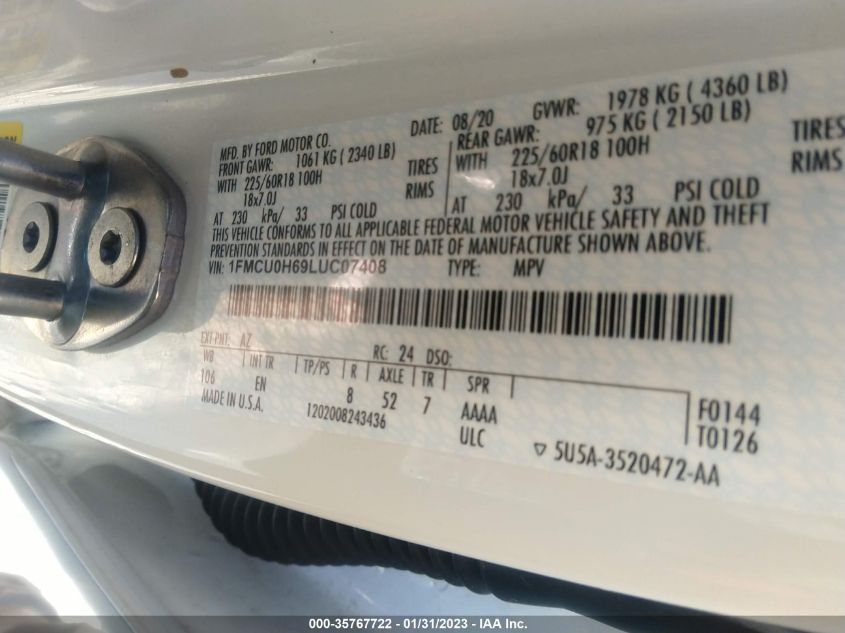 MFD. BY FORD MOTOR CO.
DATE: 08/20 GVWR: 1978 KG ( 4360 LB)
FRONT GAWR: 1061 KG ( 2340 LB)
REAR GAWR: 975 KG ( 2150 LB)
WITH 225/60R18 100H TIRES
18x7.0J RIMS
WITH 225/60R18 100H TIRES
18x7.0J RIMS
AT 230 kPa/ 33 PSI COLD
AT 230 kPa/ 33 PSI COLD
THIS VEHICLE CONFORMS TO ALL APPLICABLE FEDERAL MOTOR VEHICLE SAFETY AND THEFT
PREVENTION STANDARDS IN EFFECT ON THE DATE OF MANUFACTURE SHOWN ABOVE.
VIN: 1FMCU0H69LUC07408 TYPE: MPV
EXT PNT: AZ RC: 24 DSO:
WB INT TR TP/PS R AXLE TR SPR
106 EN 8 52 7 AAAA
MADE IN U.S.A. 1202008243436 ULC
F0144
T0126
▽ 5U5A-3520472-AA
000-35767722 - 01/31/2023 - IAA Inc.